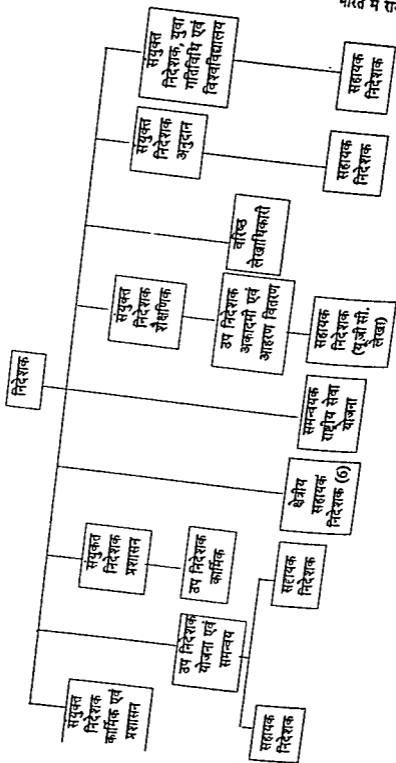 भारत में
निदेशक
संयुक्त
निदेशक
कार्मिक एवं
प्रशासन
उप निदेशक
योजना एवं
समन्वय
सहायक
निदेशक
सहायक
निदेशक
संयुक्त
निदेशक
प्रशासन
उप निदेशक
कार्मिक
क्षेत्रीय
सहायक
निदेशक (6)
समन्वयक
राष्ट्रीय सेवा
योजना
संयुक्त
निदेशक
शैक्षणिक
उप निदेशक
अकादमी एवं
आहरण वितरण
सहायक
निदेशक
(यू.जी.सी.
लेखा)
वरिष्ठ
लेखाधिकारी
संयुक्त
निदेशक
अनुदान
सहायक
निदेशक
संयुक्त
निदेशक, युवा
गतिविधि एवं
विश्वविद्यालय
सहायक
निदेशक